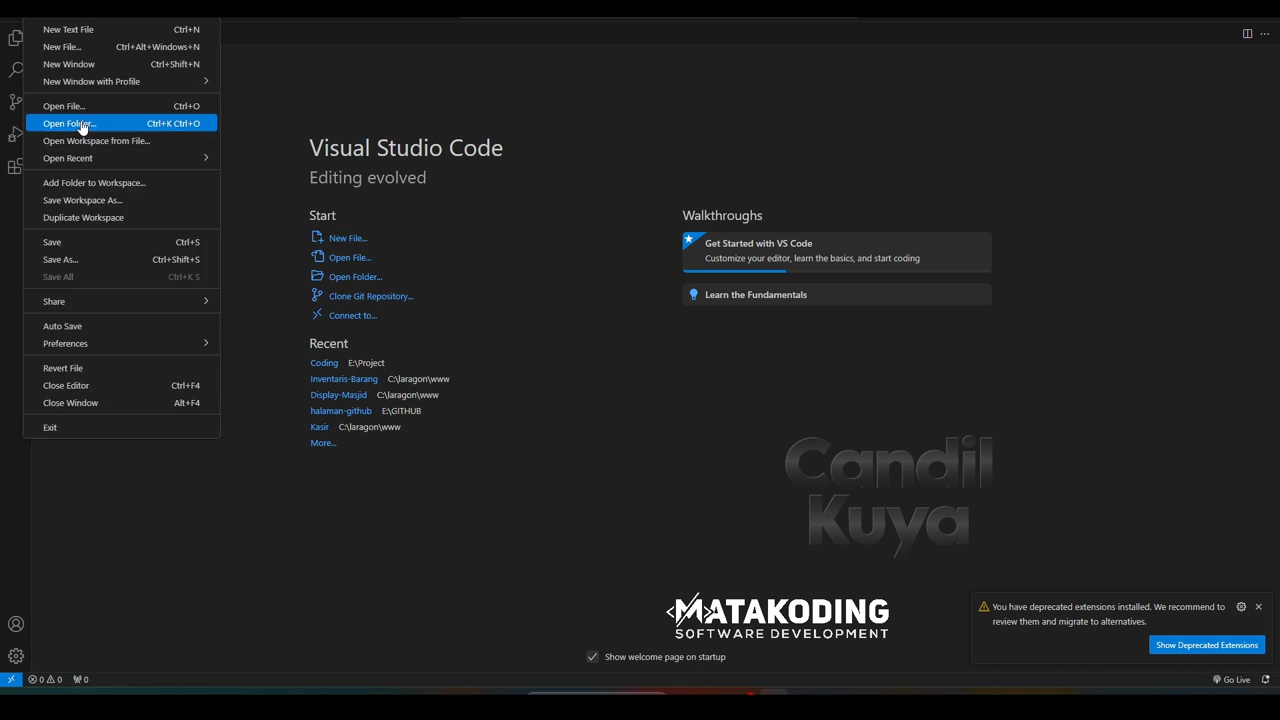 New Text File Ctrl+N
New File... Ctrl+Alt+Windows+N
New Window Ctrl+Shift+N
New Window with Profile
Open File... Ctrl+O
Open Folder... Ctrl+K Ctrl+O
Open Workspace from File...
Open Recent
Add Folder to Workspace...
Save Workspace As...
Duplicate Workspace
Save Ctrl+S
Save As... Ctrl+Shift+S
Save All Ctrl+K S
Share
Auto Save
Preferences
Revert File
Close Editor Ctrl+F4
Close Window Alt+F4
Exit
Visual Studio Code
Editing evolved
Start
New File...
Open File...
Open Folder...
Clone Git Repository...
Connect to...
Recent
Coding E:\Project
Inventaris-Barang C:\laragon\www
Display-Masjid C:\laragon\www
halaman-github E:\GITHUB
Kasir C:\laragon\www
More...
Walkthroughs
Get Started with VS Code
Customize your editor, learn the basics, and start coding
Learn the Fundamentals
Candil
Kuya
<MATAKODING
SOFTWARE DEVELOPMENT
Show welcome page on startup
You have deprecated extensions installed. We recommend to
review them and migrate to alternatives.
Show Deprecated Extensions
0 0 0
Go Live